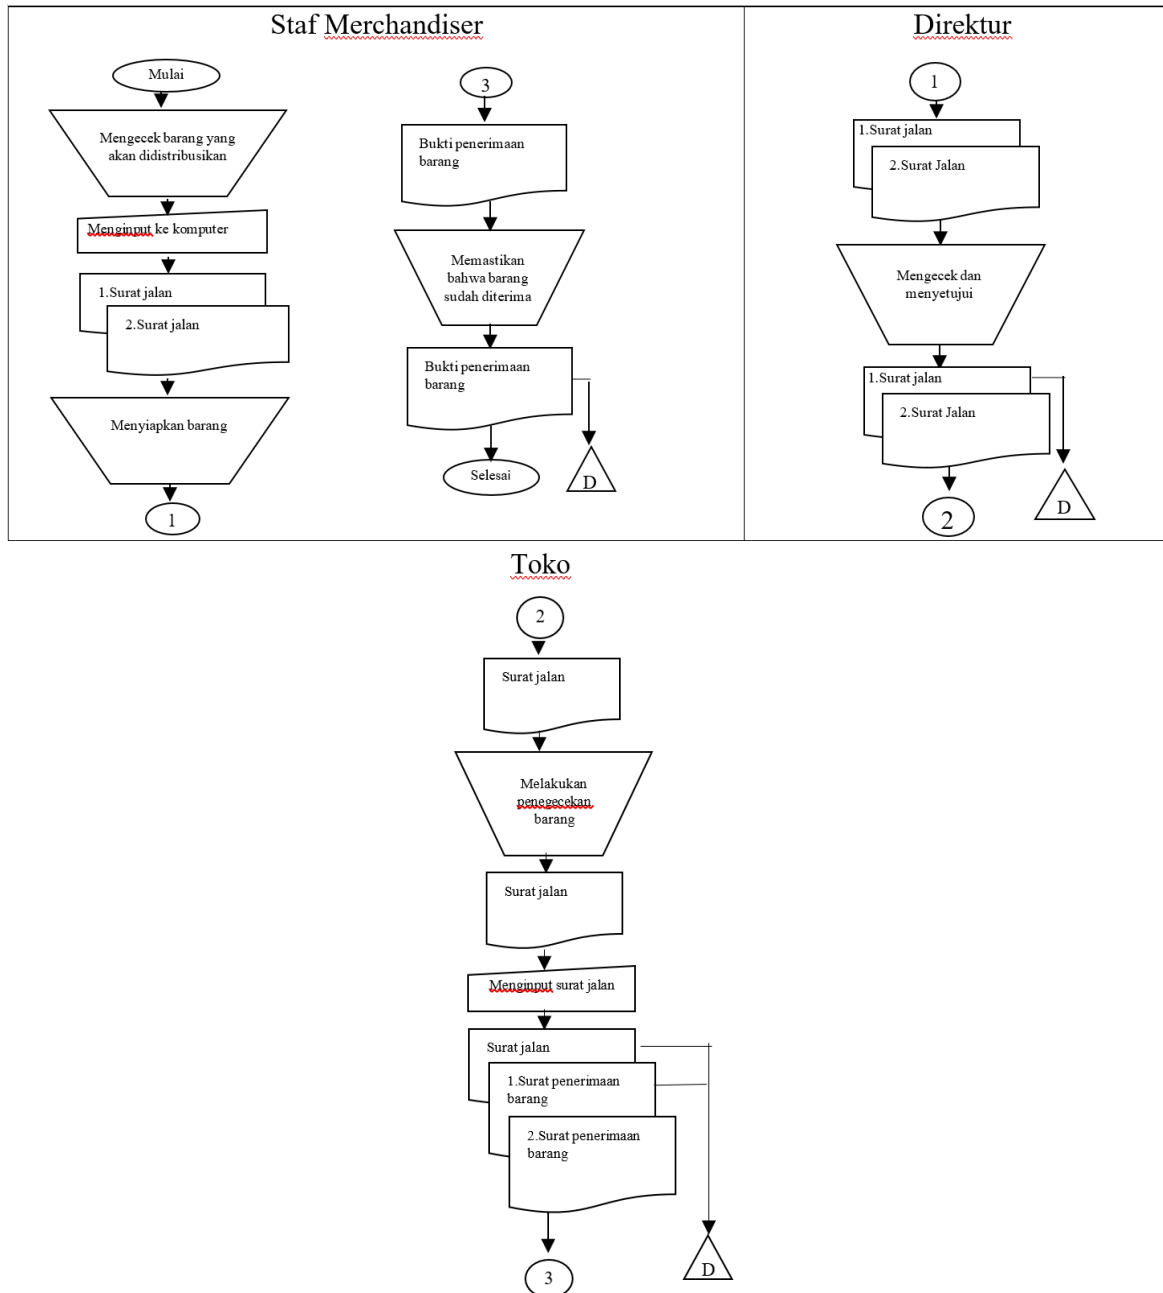 Staf Merchandiser
Mulai
Mengecek barang yang
akan didistribusikan
Menginput ke komputer
1.Surat jalan
2.Surat jalan
Menyiapkan barang
1
3
Bukti penerimaan
barang
Memastikan
bahwa barang
sudah diterima
Bukti penerimaan
barang
Selesai
D
Direktur
1
1.Surat jalan
2.Surat Jalan
Mengecek dan
menyetujui
1.Surat jalan
2.Surat Jalan
2
D
Toko
2
Surat jalan
Melakukan
penegecekan
barang
Surat jalan
Menginput surat jalan
Surat jalan
1.Surat penerimaan
barang
2.Surat penerimaan
barang
3
D